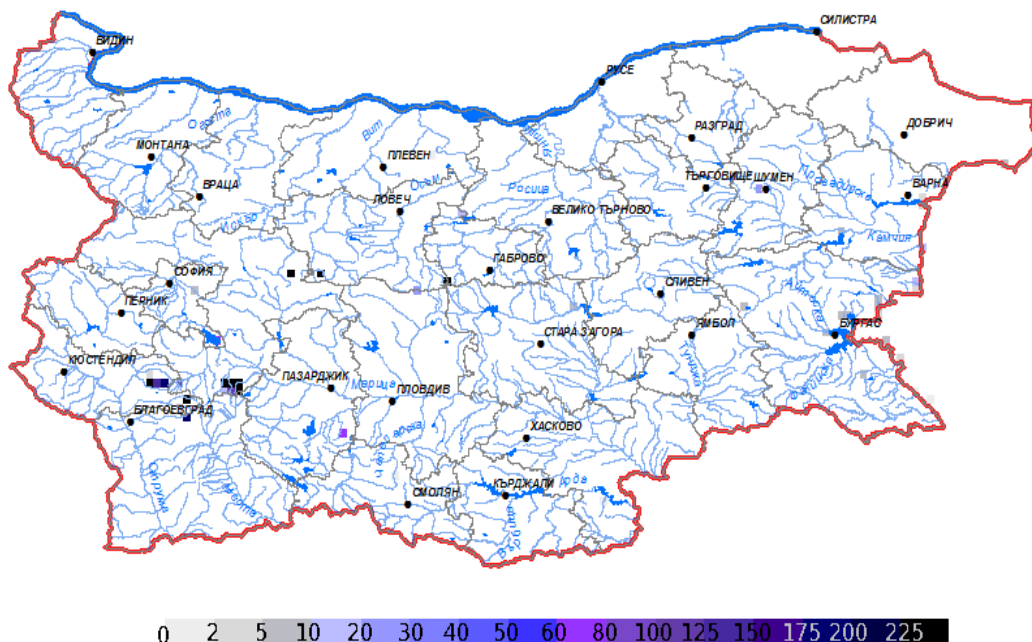 СИЛИСТРА
ВИДИН
РУСЕ
Огоста
Вит
ДОБРИЧ
РАЗГРАД
МОНТАНА
ПЛЕВЕН
ВРАЦА
Осъм
Росица
ТЪРГОВИЩЕ
ШУМЕН
Провадийска
ВАРНА
ЛОВЕЧ
Искър
ВЕЛИКО ТЪРНОВО
Камчия
СОФИЯ
ГАБРОВО
СЛИВЕН
Айтоска
ПЕРНИК
СТАРА ЗАГОРА
ЯМБОЛ
БУРГАС
КЮСТЕНДИЛ
ПАЗАРДЖИК
Марица
ПЛОВДИВ
Тунджа
БЛАГОЕВГРАД
ХАСКОВО
Струма
Места
СМОЛЯН
КЪРДЖАЛИ
0 2 5 10 20 30 40 50 60 80 100 125 150 175 200 225